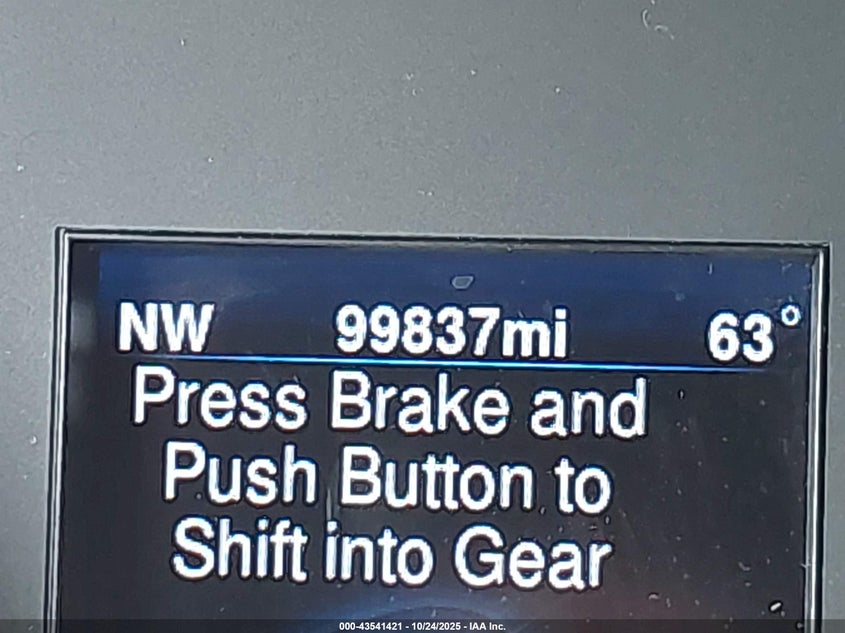 NW 99837mi 63°
Press Brake and
Push Button to
Shift into Gear
000-43541421 - 10/24/2025 - IAA Inc.